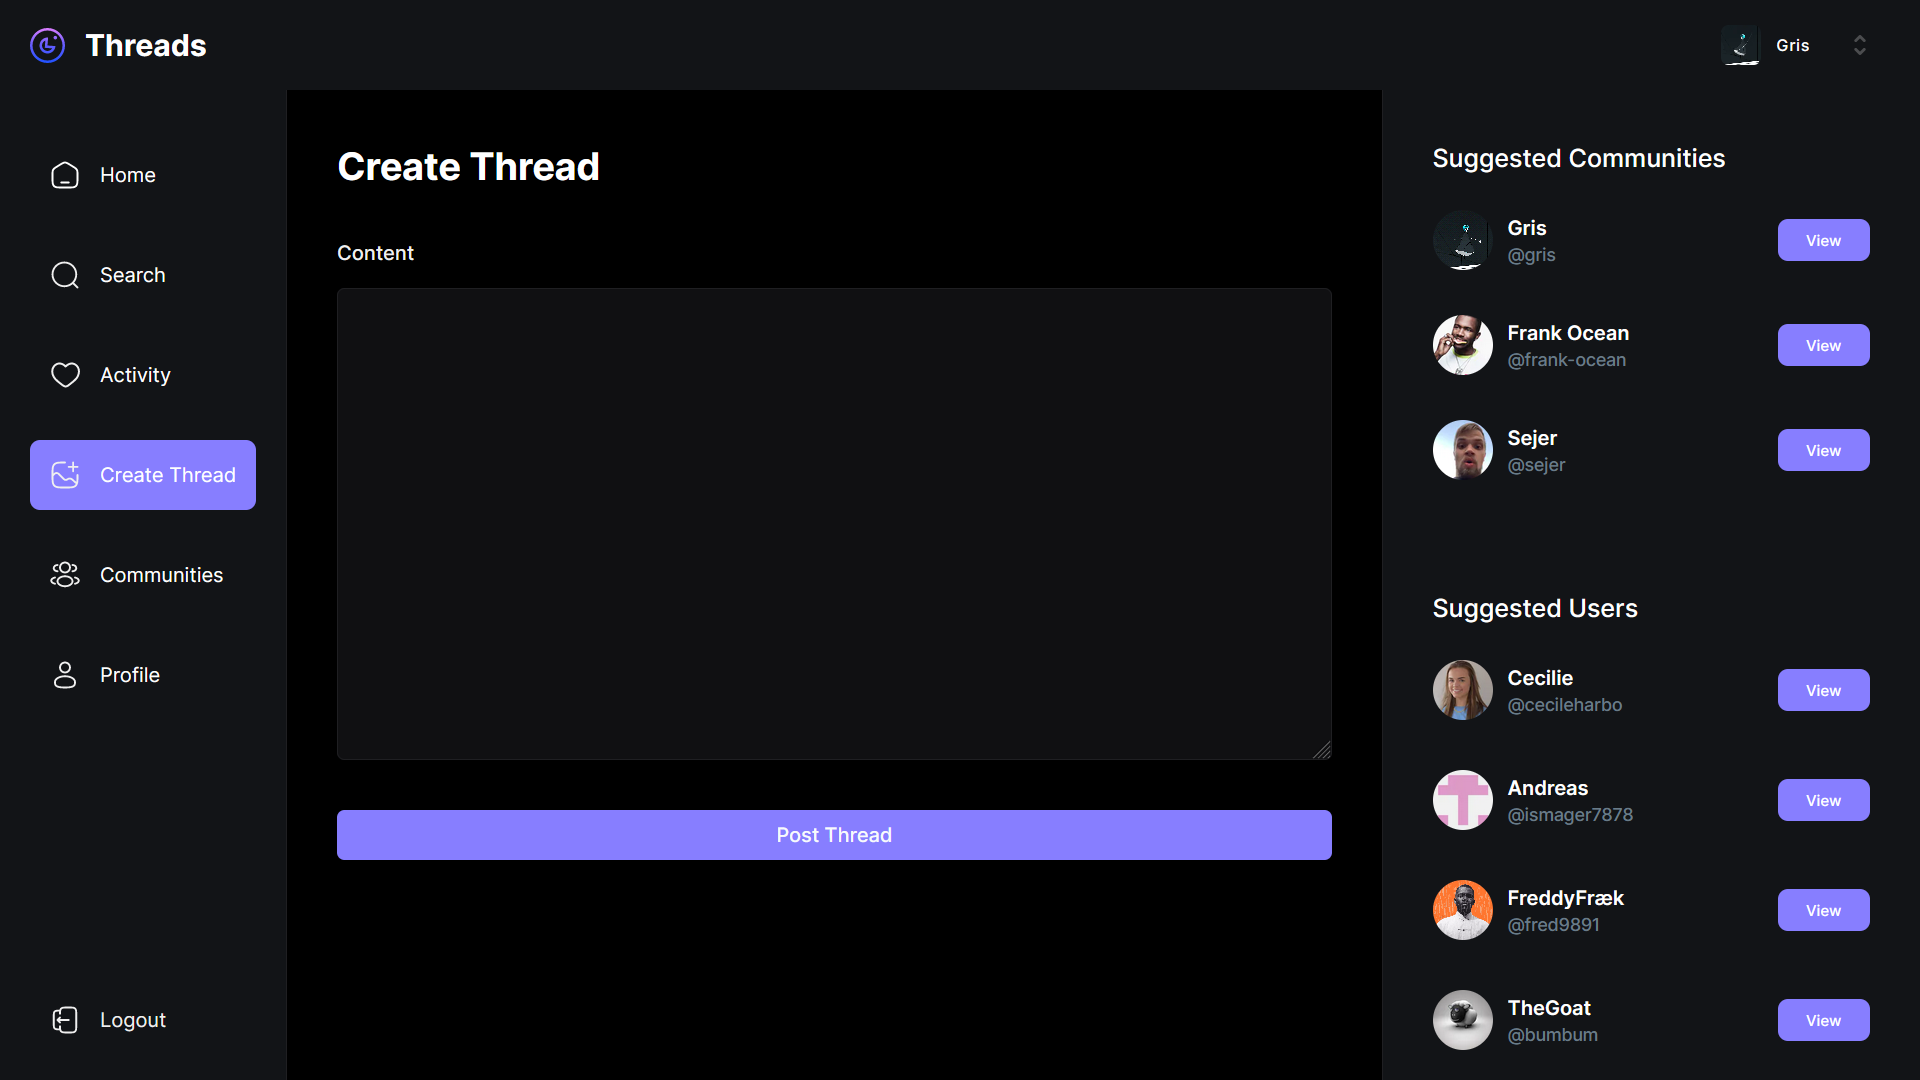 Threads
Gris
Home
Search
Activity
Create Thread
Communities
Profile
Logout
Create Thread
Content
Post Thread
Suggested Communities
Gris
@gris
View
Frank Ocean
@frank-ocean
View
Sejer
@sejer
View
Suggested Users
Cecilie
@cecileharbo
View
Andreas
@ismager7878
View
FreddyFræk
@fred9891
View
TheGoat
@bumbum
View